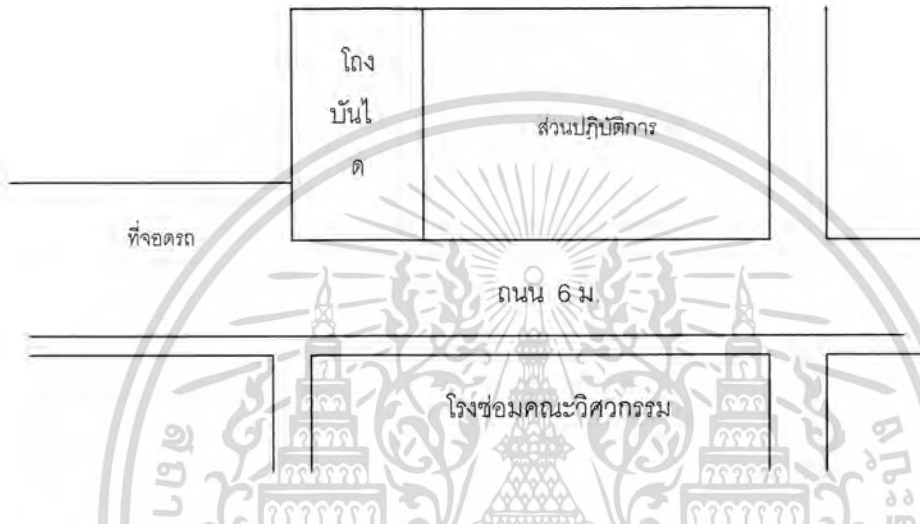 โถง
บันไ
ด
ส่วนปฏิบัติการ
ที่จอดรถ
ถนน 6 ม
โรงซ่อมคณะวิศวกรรม